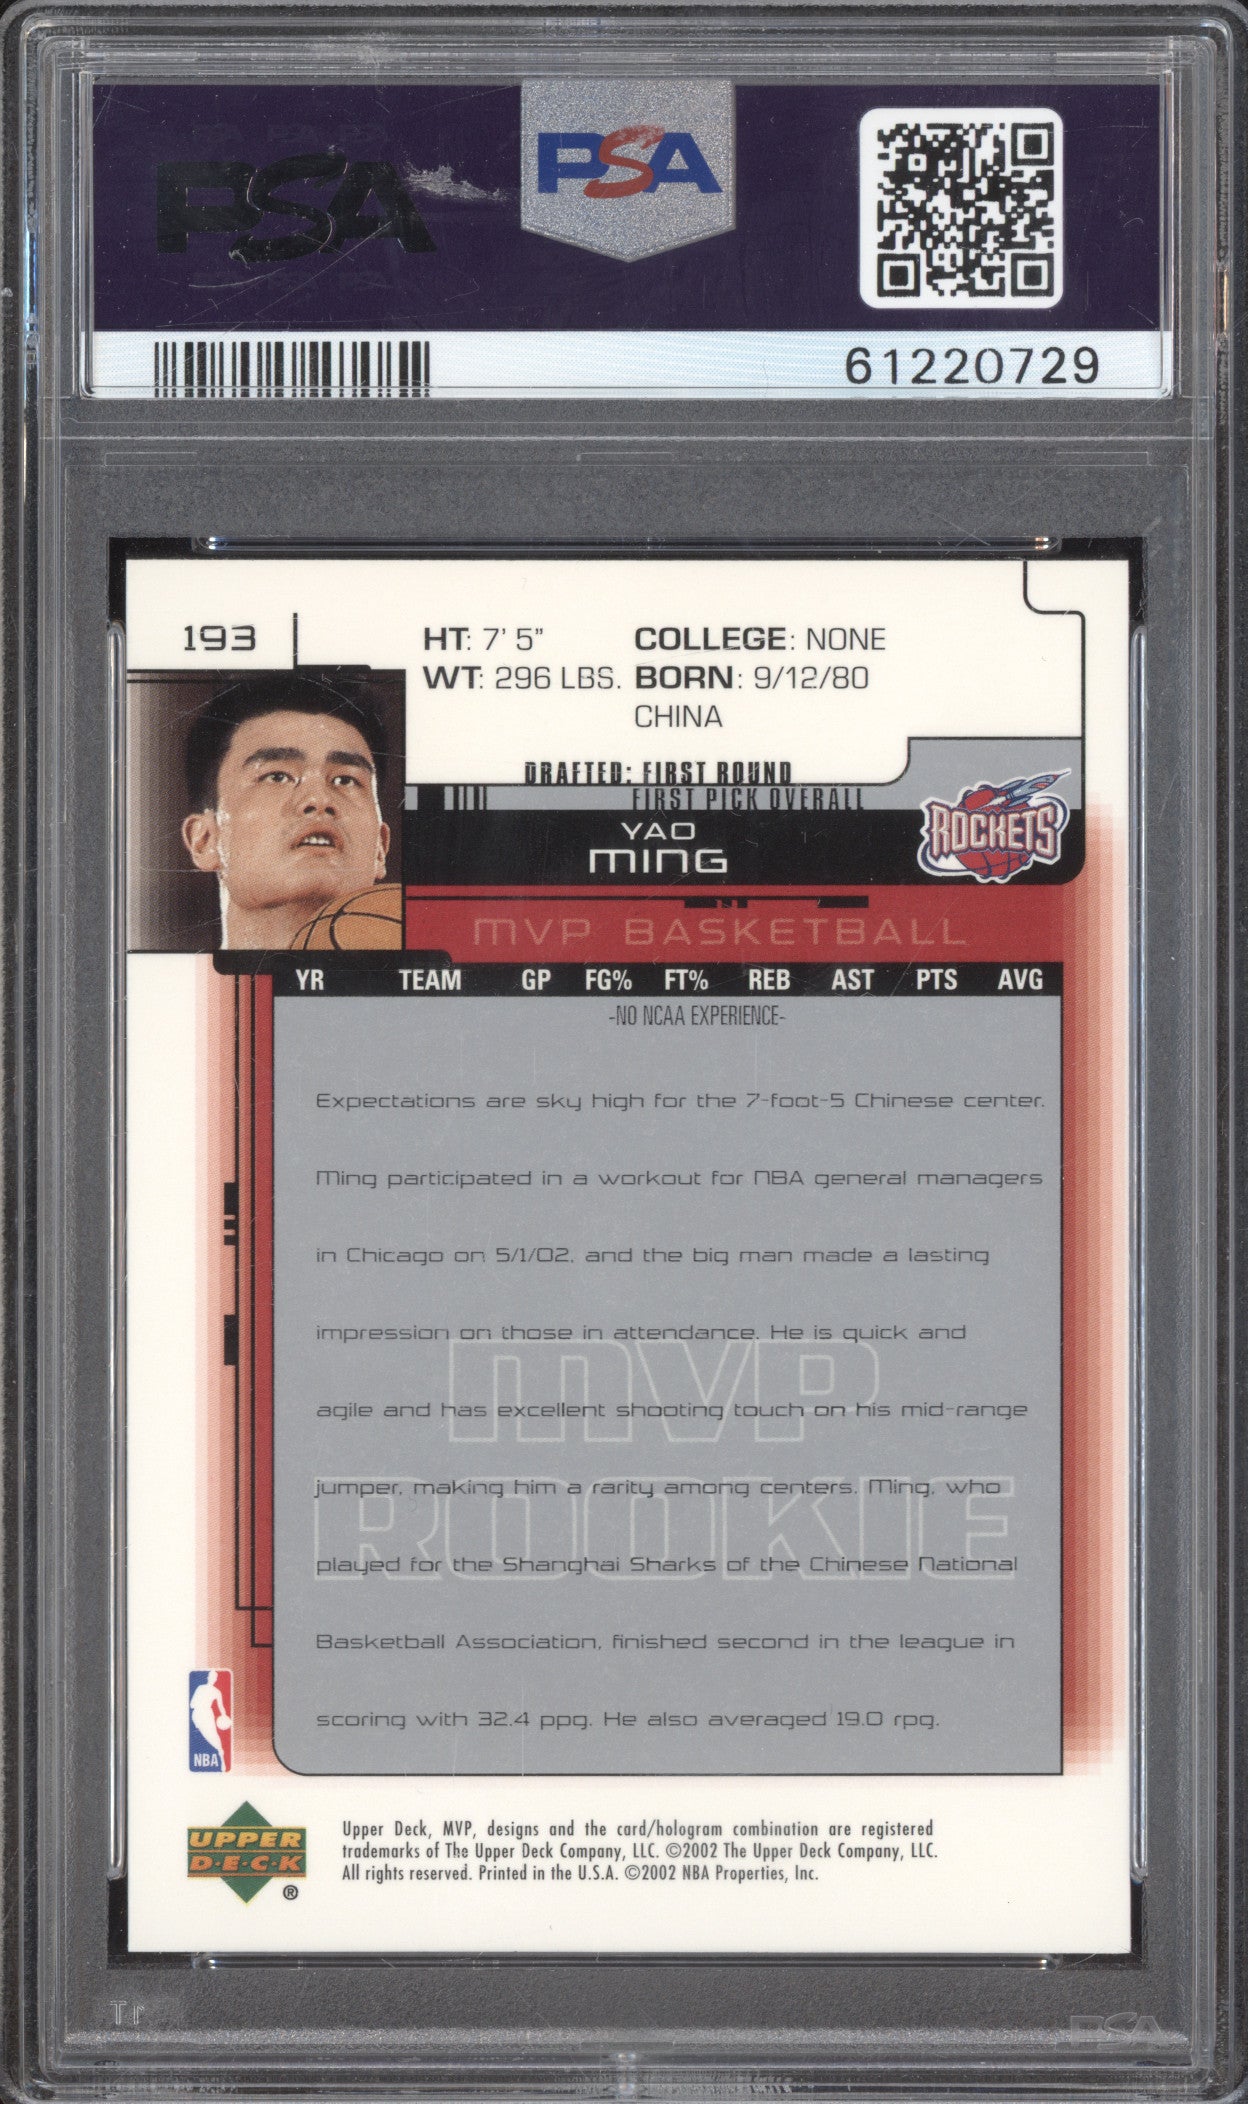 PSA
PSA
61220729
193
HT: 7' 5" COLLEGE: NONE
WT: 296 LBS. BORN: 9/12/80
CHINA
DRAFTED: FIRST ROUND
FIRST PICK OVERALL
YAO
MING
ROCKETS
MVP BASKETBALL
YR TEAM GP FG% FT% REB AST PTS AVG
-NO NCAA EXPERIENCE-
Expectations are sky high for the 7-foot-5 Chinese center.
Ming participated in a workout for NBA general managers
in Chicago on 5/1/02, and the big man made a lasting
impression on those in attendance. He is quick and
agile and has excellent shooting touch on his mid-range
jumper, making him a rarity among centers. Ming, who
played for the Shanghai Sharks of the Chinese National
Basketball Association, finished second in the league in
scoring with 32.4 ppg. He also averaged 19.0 rpg.
MVP
ROOKIE
NBA
UPPER
D·E·C·K
®
Upper Deck, MVP, designs and the card/hologram combination are registered
trademarks of The Upper Deck Company, LLC. ©2002 The Upper Deck Company, LLC.
All rights reserved. Printed in the U.S.A. ©2002 NBA Properties, Inc.
PSA